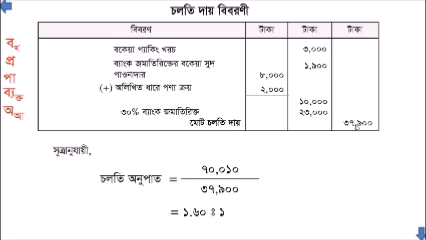 চলতি দায় বিবরণী
বিবরণ টাকা টাকা টাকা
বকেয়া প্যাকিং খরচ ৩,০০০
ব্যাংক জমাতিরিক্তের বকেয়া সুদ ১,৯০০
পাওনাদার ৮,০০০
(+) অলিখিত ধারে পণ্য ক্রয় ২,০০০
১০,০০০
৩০% ব্যাংক জমাতিরিক্ত ২৩,০০০
মোট চলতি দায় ৩৭,৯০০
ব
প্র
পা
ব্য
অ
সূত্রানুযায়ী,
চলতি অনুপাত = ৭০,০১০
৩৭,৯০০
= ১.৬০ ঃ ১